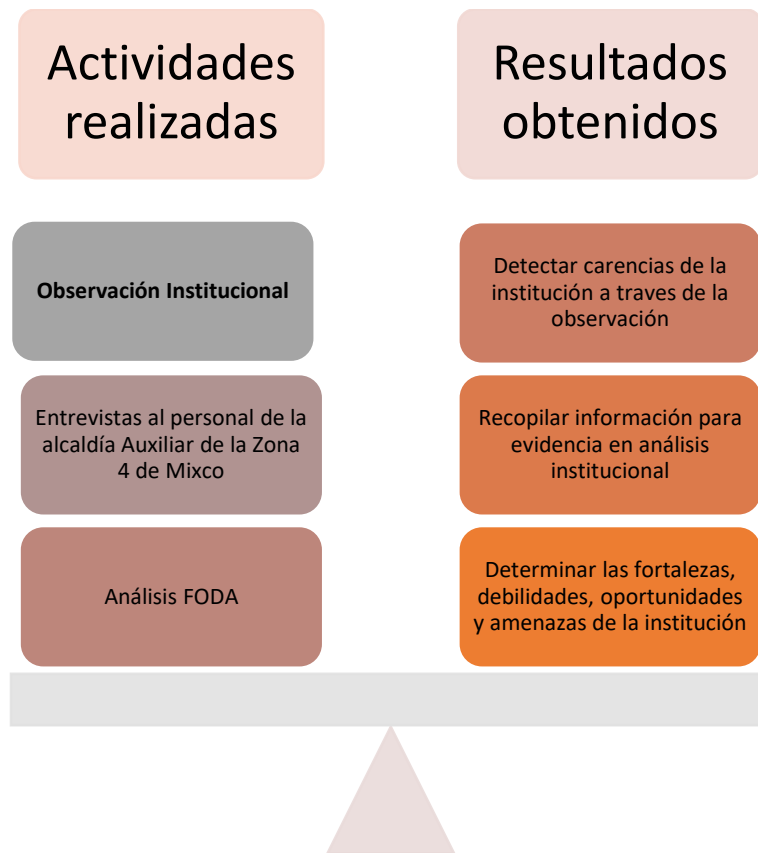 Actividades
realizadas
Resultados
obtenidos
Observación Institucional
Detectar carencias de la
institución a traves de la
observación
Entrevistas al personal de la
alcaldía Auxiliar de la Zona
4 de Mixco
Recopilar información para
evidencia en análisis
institucional
Análisis FODA
Determinar las fortalezas,
debilidades, oportunidades
y amenazas de la institución